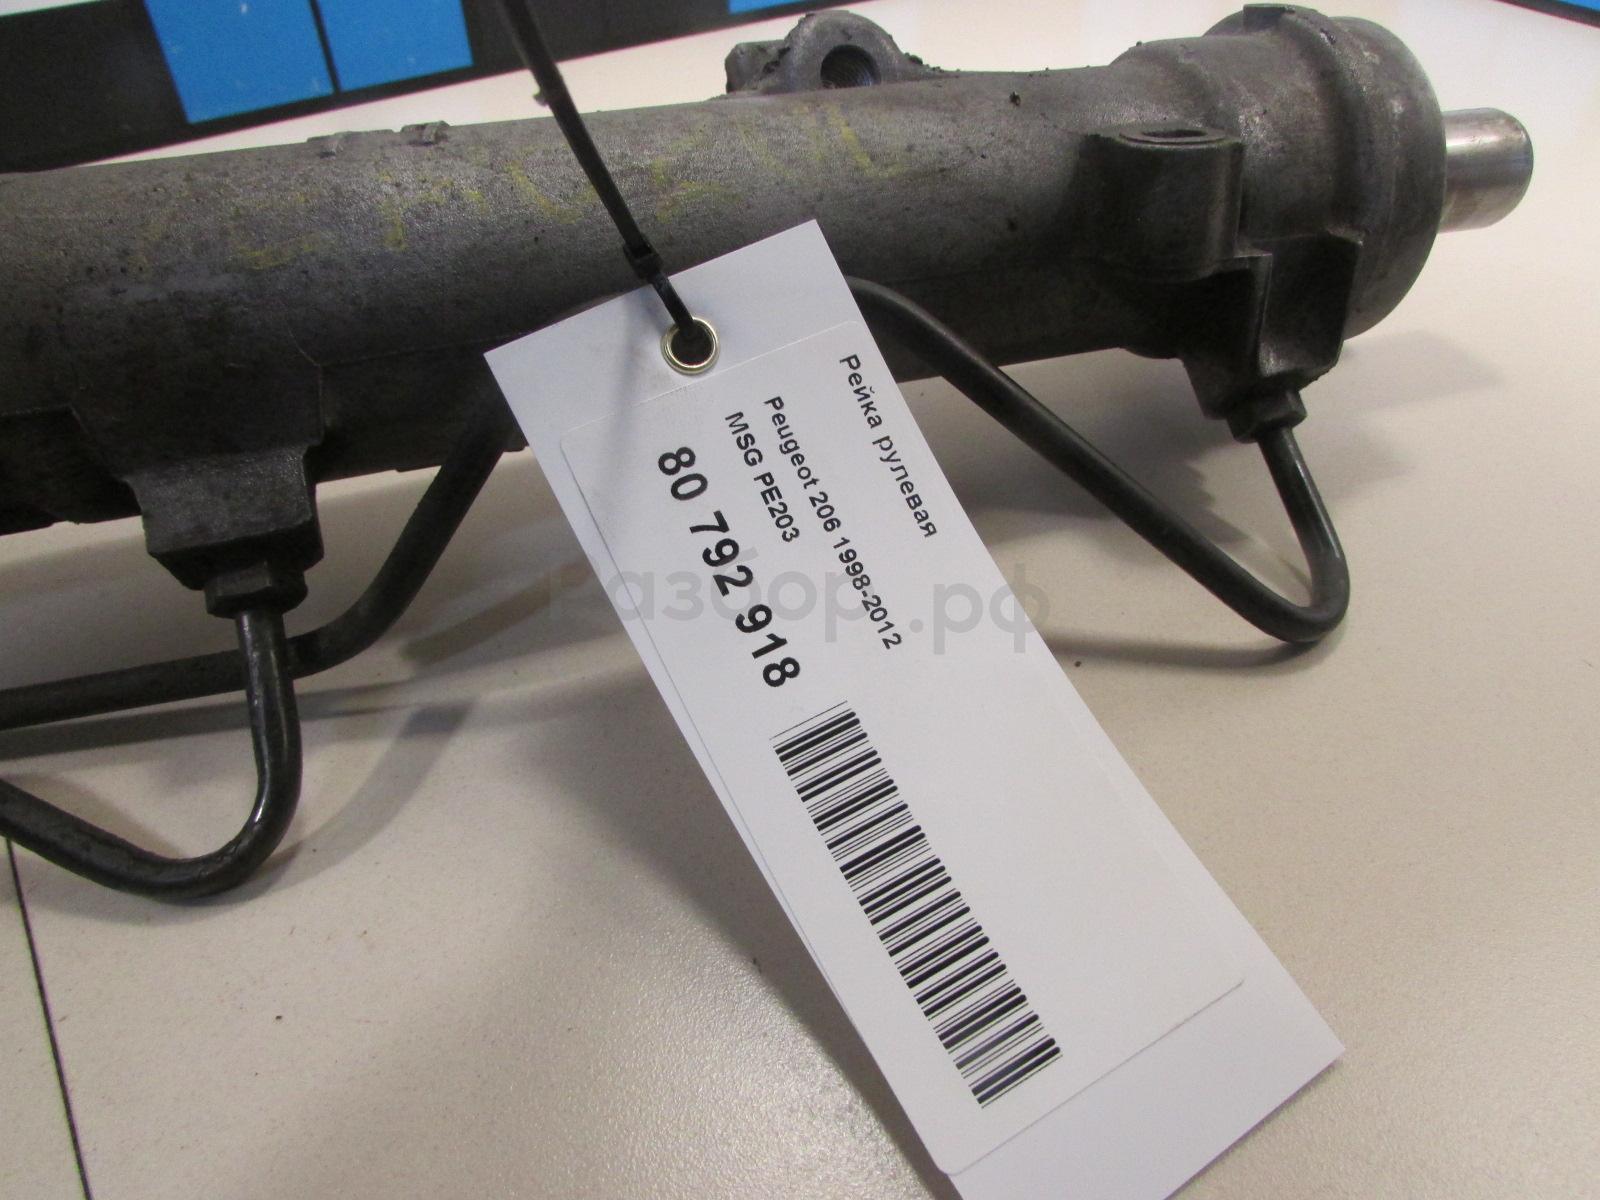 Рейка рулевая
Peugeot 206 1998-2012
MSG PE203
80 792 918
Разбор.рф